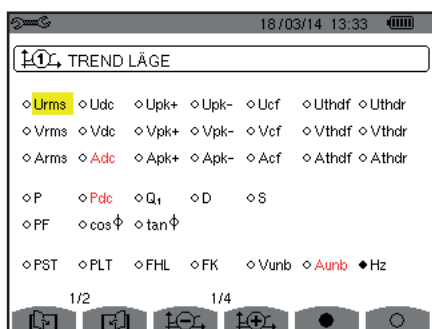 18/03/14 13:33
1 TREND LÄGE
◇Urms ◇Udc ◇Upk+ ◇Upk- ◇Ucf ◇Uthdf ◇Uthdr
◇Vrms ◇Vdc ◇Vpk+ ◇Vpk- ◇Vcf ◇Vthdf ◇Vthdr
◇Arms ◇Adc ◇Apk+ ◇Apk- ◇Acf ◇Athdf ◇Athdr
◇P ◇Pdc ◇Q₁ ◇D ◇S
◇PF ◇cosΦ ◇tanΦ
◇PST ◇PLT ◇FHL ◇FK ◇Vunb ◇Aunb ◆Hz
1/2 1/4